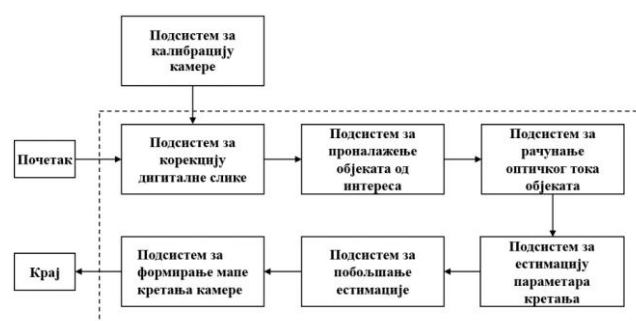 Подсистем за
калибрацију
камере
Почетак
Подсистем за
корекцију
дигиталне слике
Подсистем за
проналажење
објеката од
интереса
Подсистем за
рачунање
оптичког тока
објеката
Крај
Подсистем за
формирање мапе
кретања камере
Подсистем за
побољшање
естимације
Подсистем за
естимацију
параметара
кретања